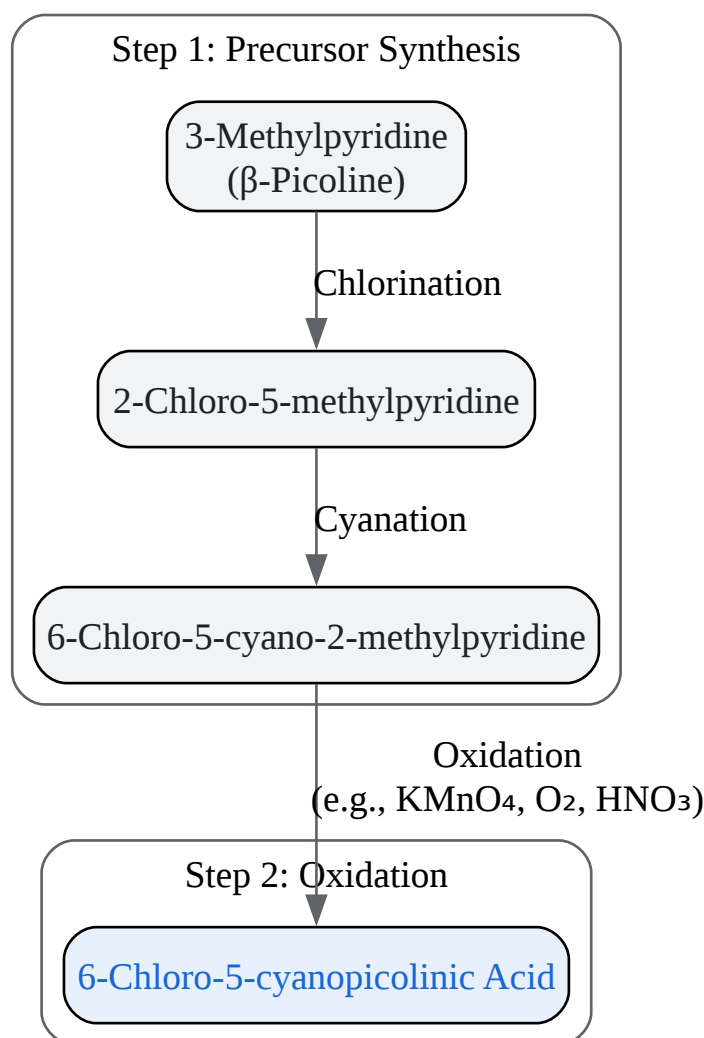 Step 1: Precursor Synthesis
3-Methylpyridine
(β-Picoline)
Chlorination
2-Chloro-5-methylpyridine
Cyanation
6-Chloro-5-cyano-2-methylpyridine
Oxidation
(e.g., KMnO₄, O₂, HNO₃)
Step 2: Oxidation
6-Chloro-5-cyanopicolinic Acid